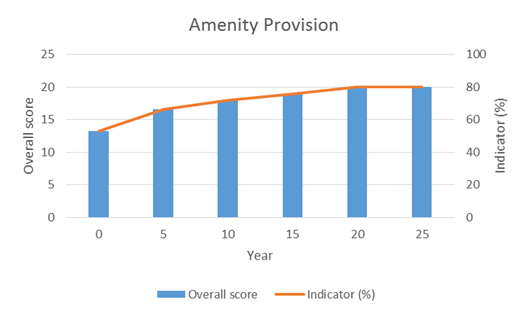 Amenity Provision
25 100
20 80
15 60
10 40
5 20
0 0
Overall score
Indicator (%)
0 5 10 15 20 25
Year
Overall score Indicator (%)